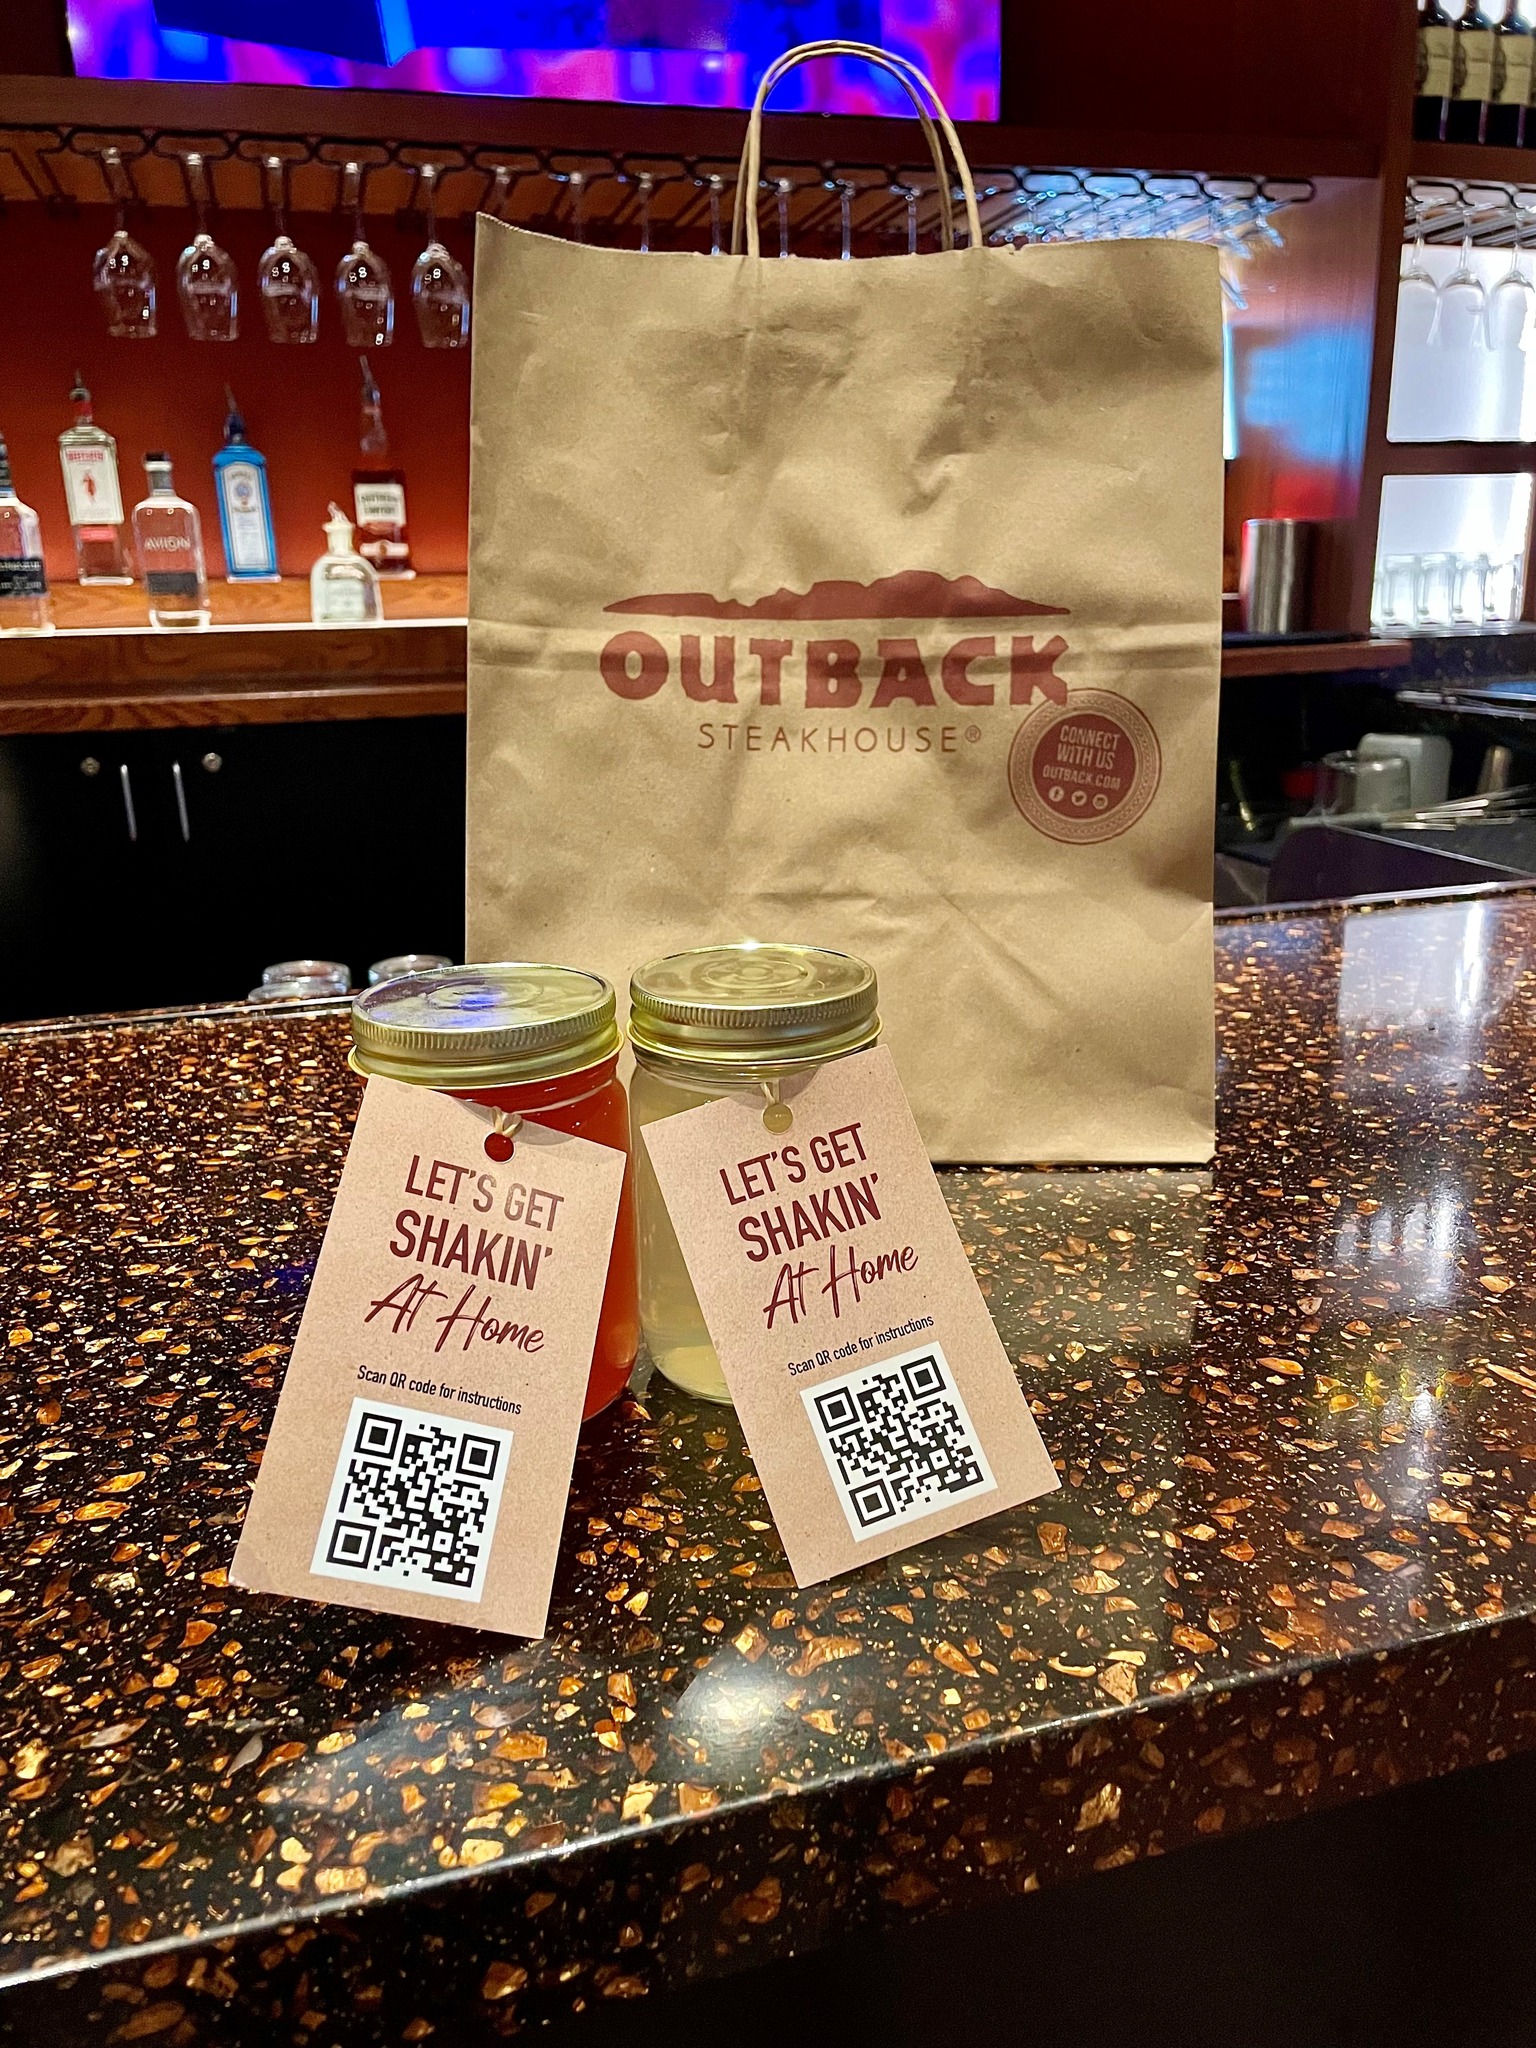 OUTBACK
STEAKHOUSE®
CONNECT
WITH US
OUTBACK.COM
LET'S GET
SHAKIN'
At Home
Scan QR code for instructions
LET'S GET
SHAKIN'
At Home
Scan QR code for instructions
AVION